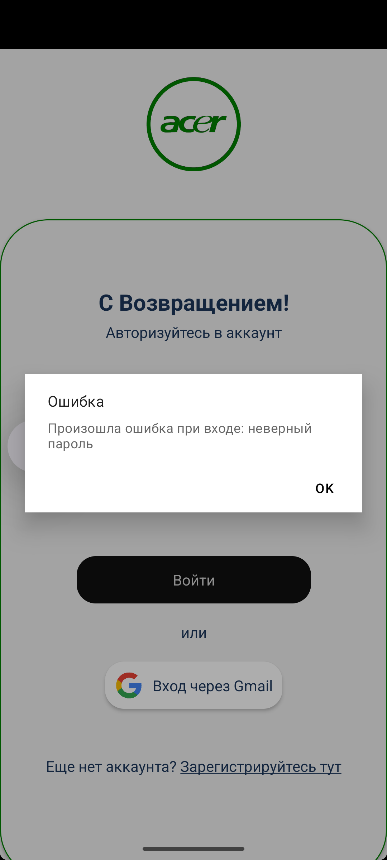 acer
С Возвращением!
Авторизуйтесь в аккаунт
Ошибка
Произошла ошибка при входе: неверный
пароль
ОК
Войти
или
Вход через Gmail
Еще нет аккаунта? Зарегистрируйтесь тут